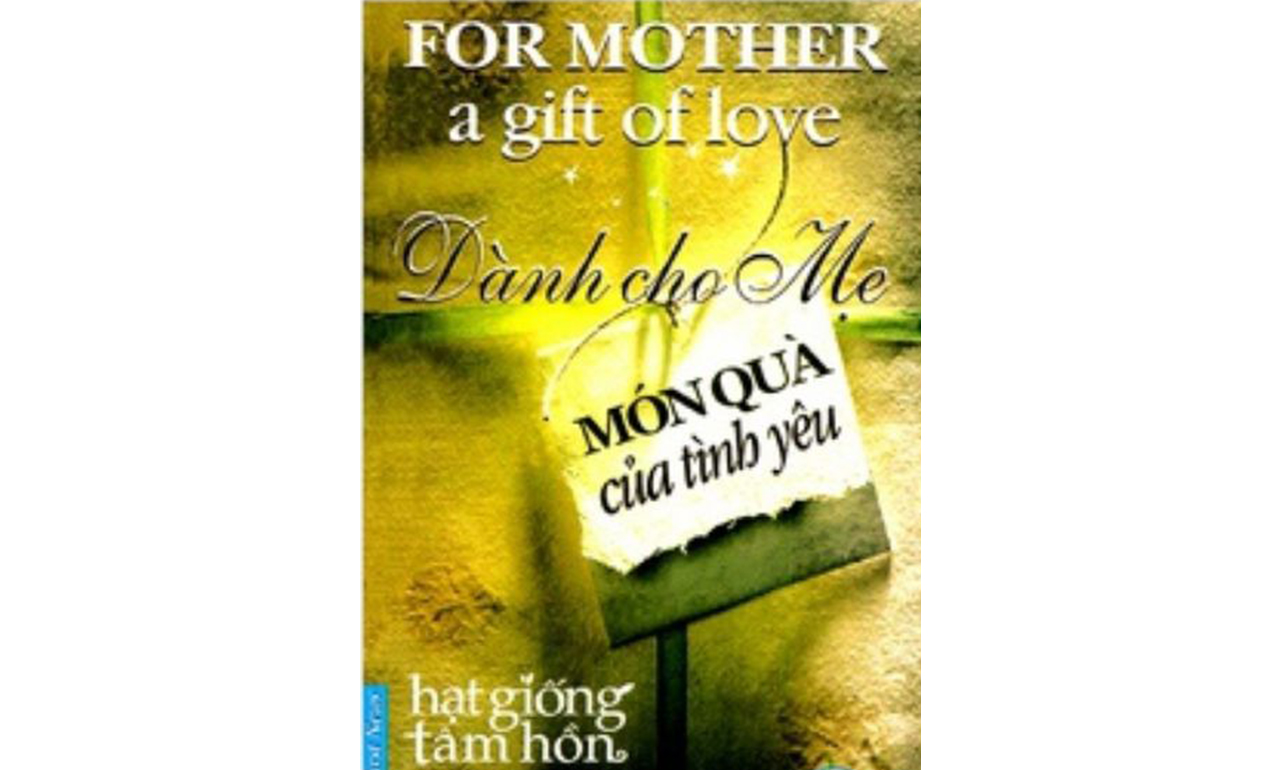 FOR MOTHER
a gift of love
Dành cho Mẹ
MÓN QUÀ
của tình yêu
hạt giống
tâm hồn